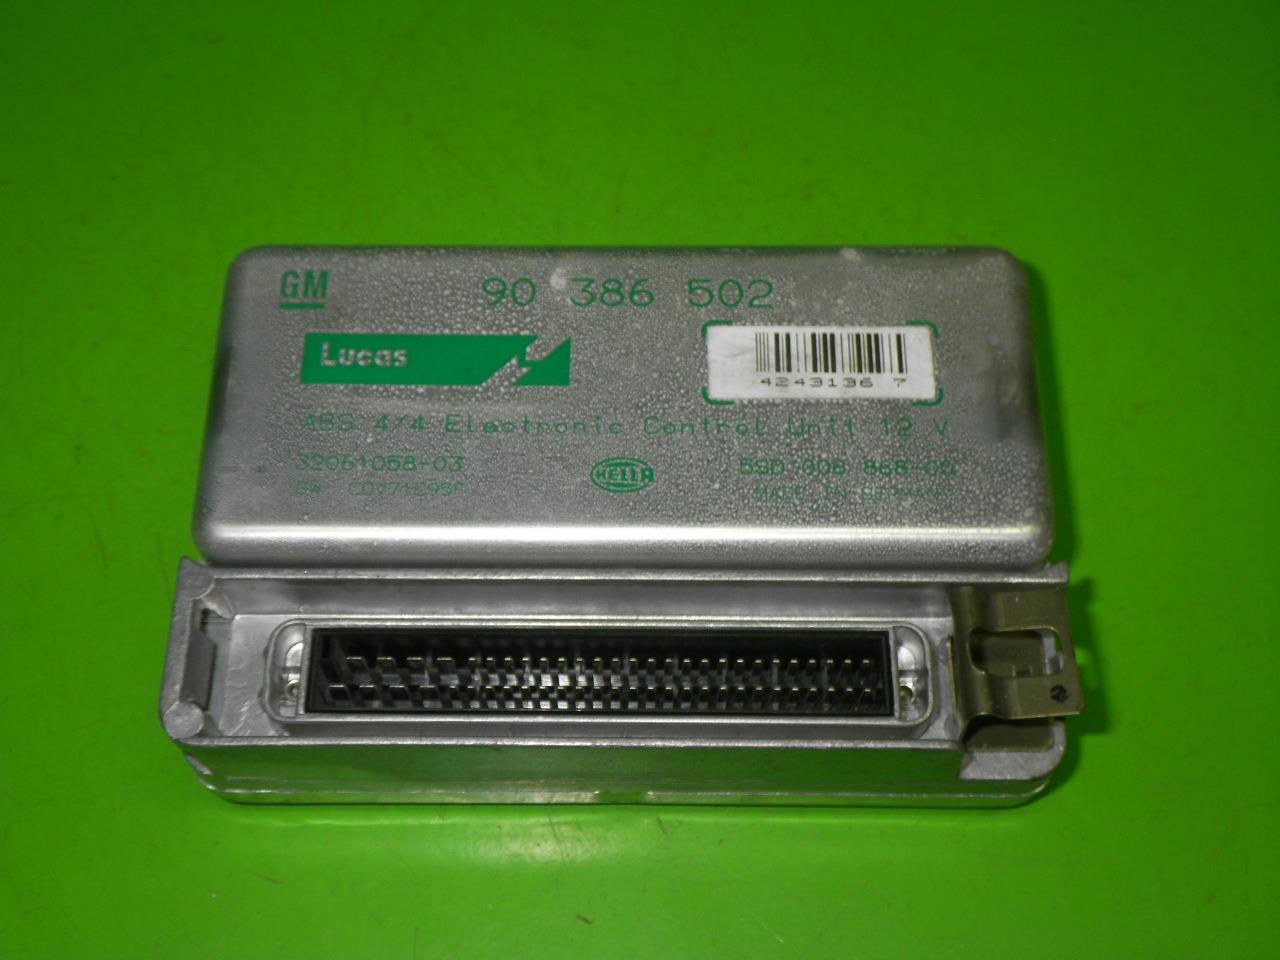 GM 90 386 502
Lucas
4243136 7
ABS 4/4 Electronic Control Unit 12 V
32061058-03 HELLA 5SD 006 868-00
MADE IN GERMANY